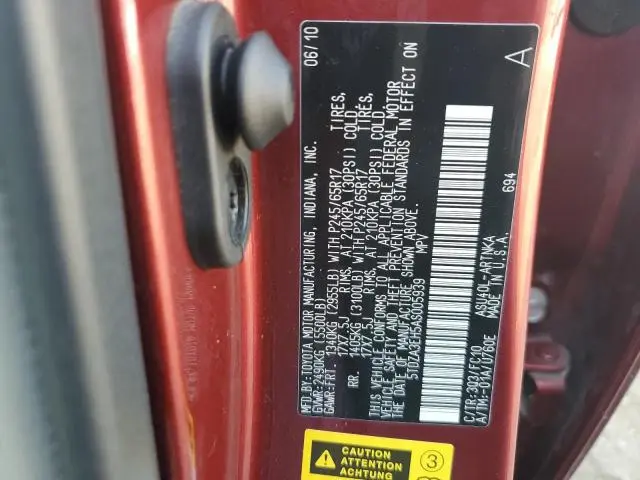 MFD.BY:TOYOTA MOTOR MANUFACTURING, INDIANA, INC. 06/10
GVWR:2490KG(5500LB)
GAWR:FRT. 1340KG(2955LB)WITH P245/65R17 TIRES,
17X7.5J RIMS, AT 210KPA(30PSI)COLD
RR. 1405KG(3100LB)WITH P245/65R17 TIRES,
17X7.5J RIMS, AT 210KPA(30PSI)COLD
THIS VEHICLE CONFORMS TO ALL APPLICABLE FEDERAL MOTOR
VEHICLE SAFETY AND THEFT PREVENTION STANDARDS IN EFFECT ON
THE DATE OF MANUFACTURE SHOWN ABOVE.
5TDZA3EH5AS005939 MPV
694
C/TR:3Q3/FC10 ASU40L-ARTNKA
A/TM:-01A/U760E MADE IN U.S.A.
A
CAUTION
ATTENTION
ACHTUNG
3